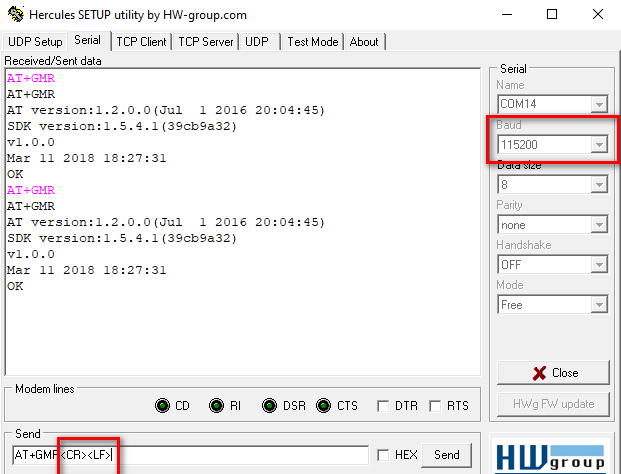 Hercules SETUP utility by HW-group.com
UDP Setup Serial TCP Client TCP Server UDP Test Mode About
Received/Sent data
AT+GMR
AT+GMR
AT version:1.2.0.0(Jul  1 2016 20:04:45)
SDK version:1.5.4.1(39cb9a32)
v1.0.0
Mar 11 2018 18:27:31
OK
AT+GMR
AT+GMR
AT version:1.2.0.0(Jul  1 2016 20:04:45)
SDK version:1.5.4.1(39cb9a32)
v1.0.0
Mar 11 2018 18:27:31
OK
Serial
Name
COM14
Baud
115200
Data size
8
Parity
none
Handshake
OFF
Mode
Free
Close
HWg FW update
Modem lines
CD RI DSR CTS DTR RTS
Send
AT+GMR<CR><LF>
HEX
Send
HW group